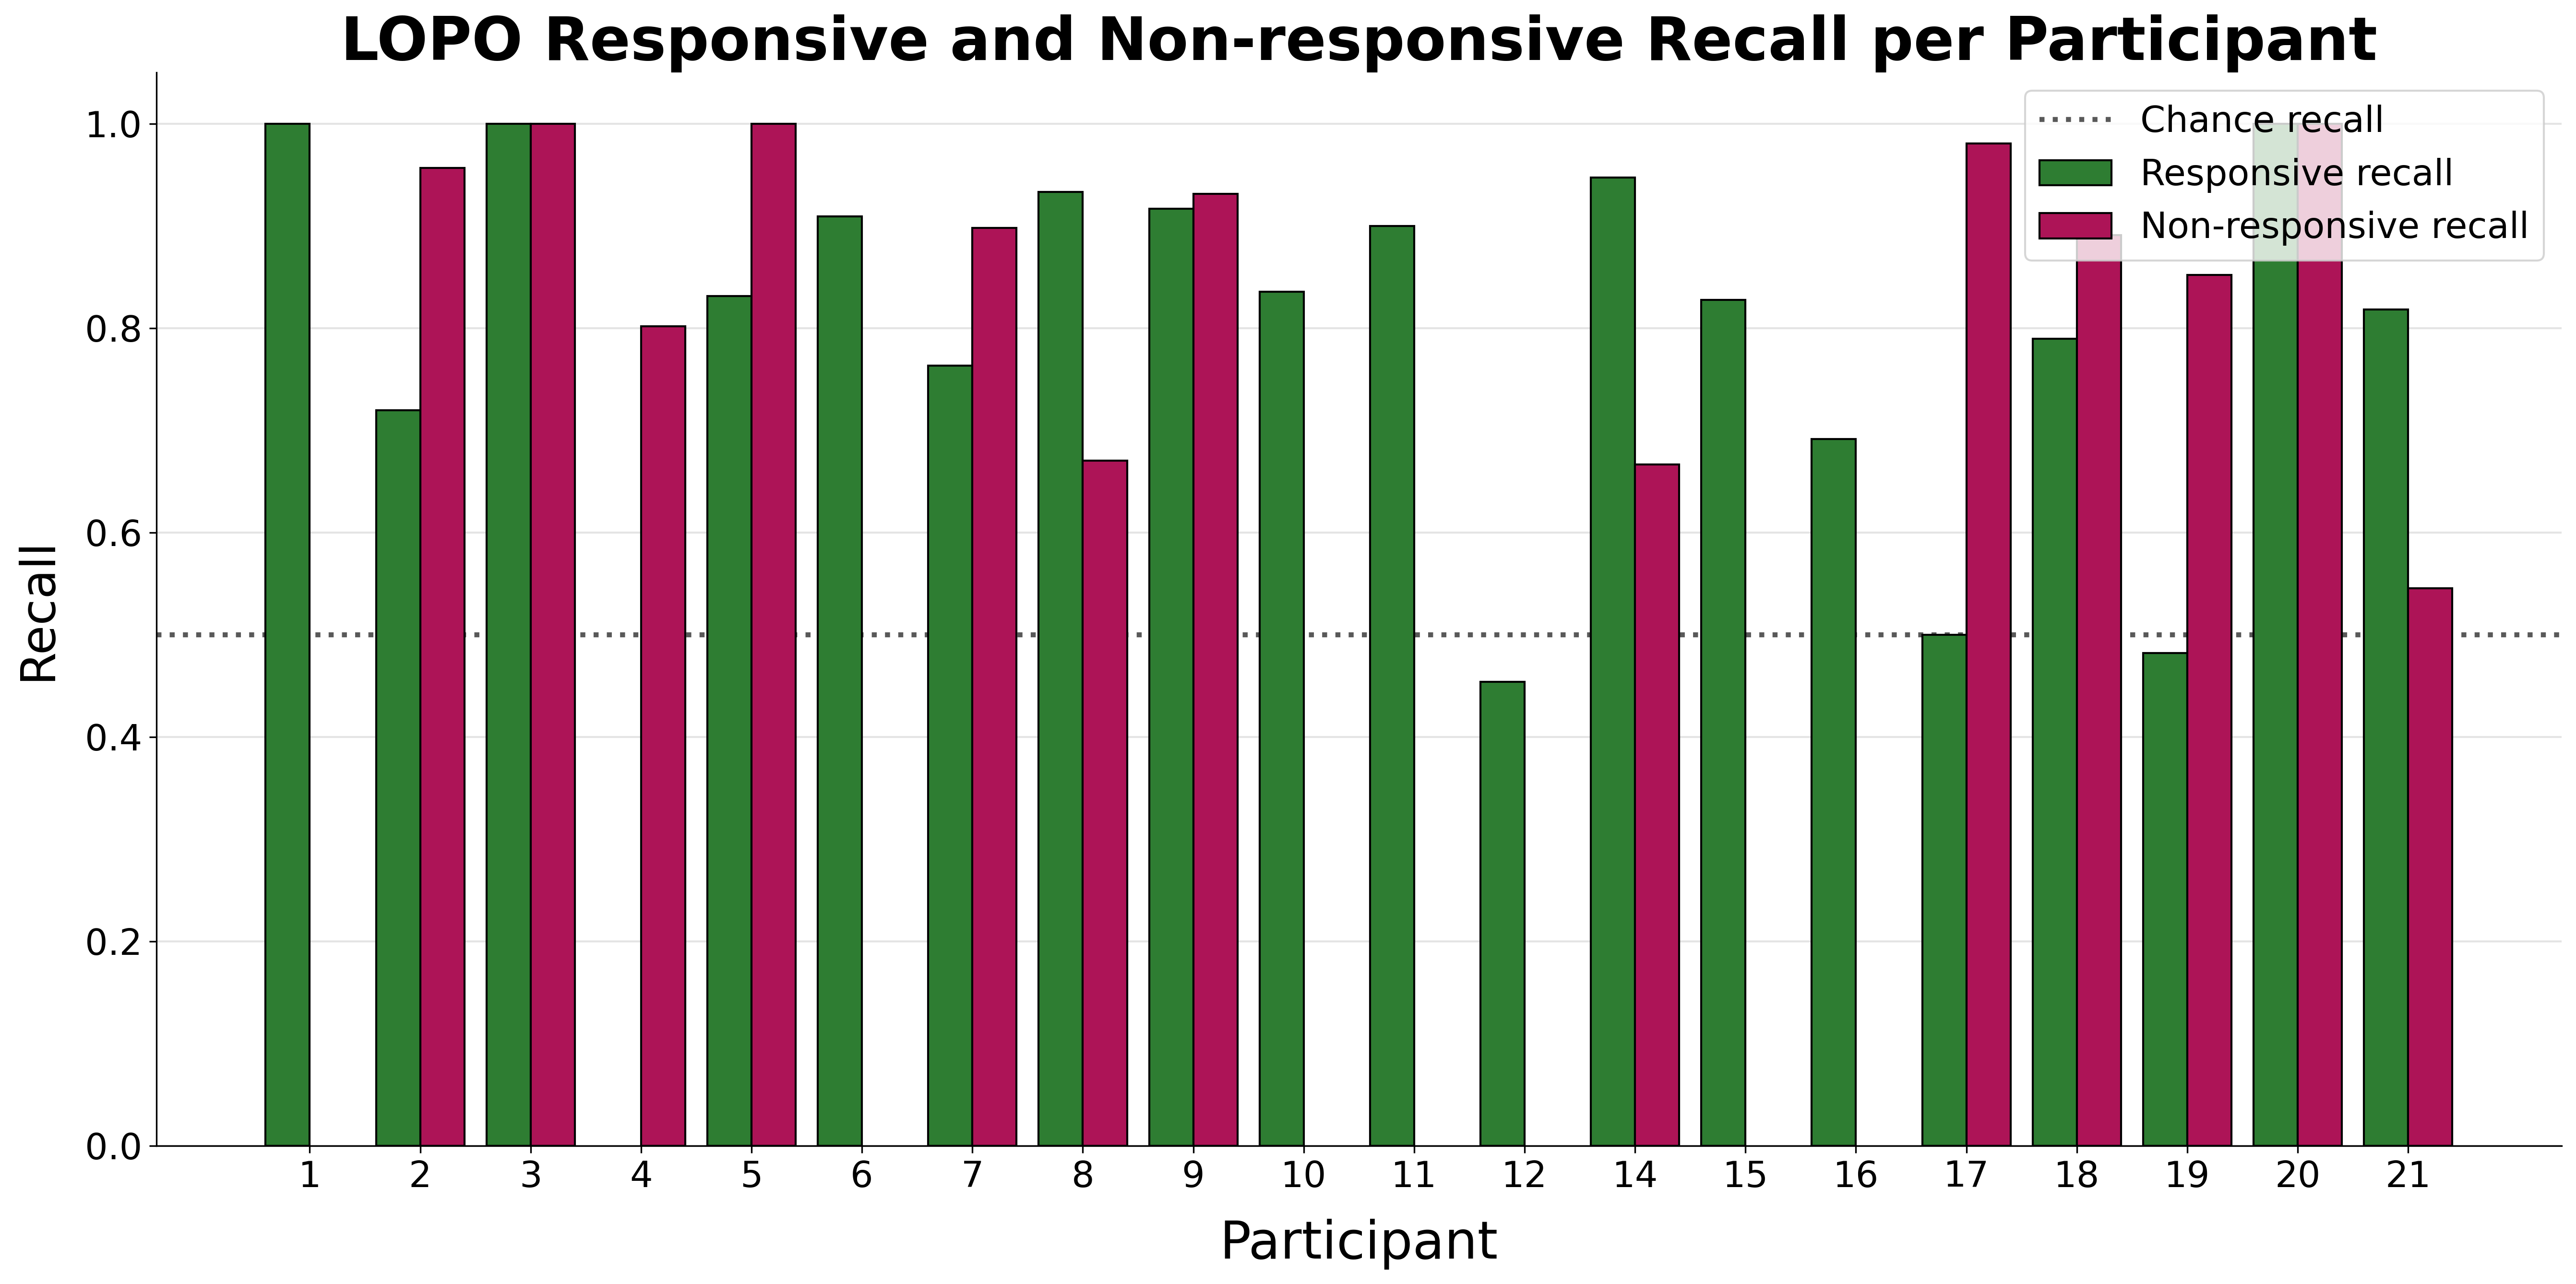 LOPO Responsive and Non-responsive Recall per Participant
Chance recall
Responsive recall
Non-responsive recall
Recall
1.0
0.8
0.6
0.4
0.2
0.0
1 2 3 4 5 6 7 8 9 10 11 12 14 15 16 17 18 19 20 21
Participant